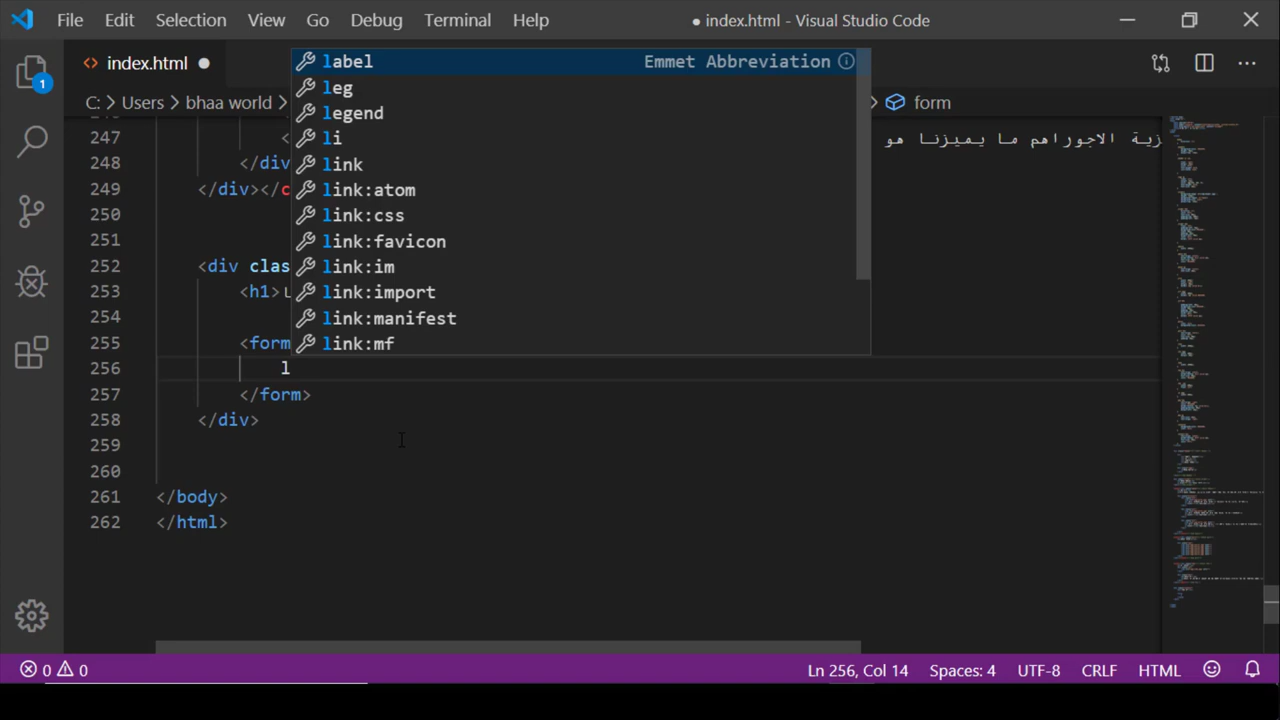 File Edit Selection View Go Debug Terminal Help ● index.html - Visual Studio Code
index.html ●
C: > Users > bhaa world > > form
label Emmet Abbreviation
leg
legend
li
link
link:atom
link:css
link:favicon
link:im
link:import
link:manifest
link:mf
1
247 < زية الاجوراهم ما يميزنا هو
248 </div
249 </div></c
250
251
252 <div clas
253 <h1>
254
255 <form
256 l
257 </form>
258 </div>
259
260
261 </body>
262 </html>
0 0 Ln 256, Col 14 Spaces: 4 UTF-8 CRLF HTML